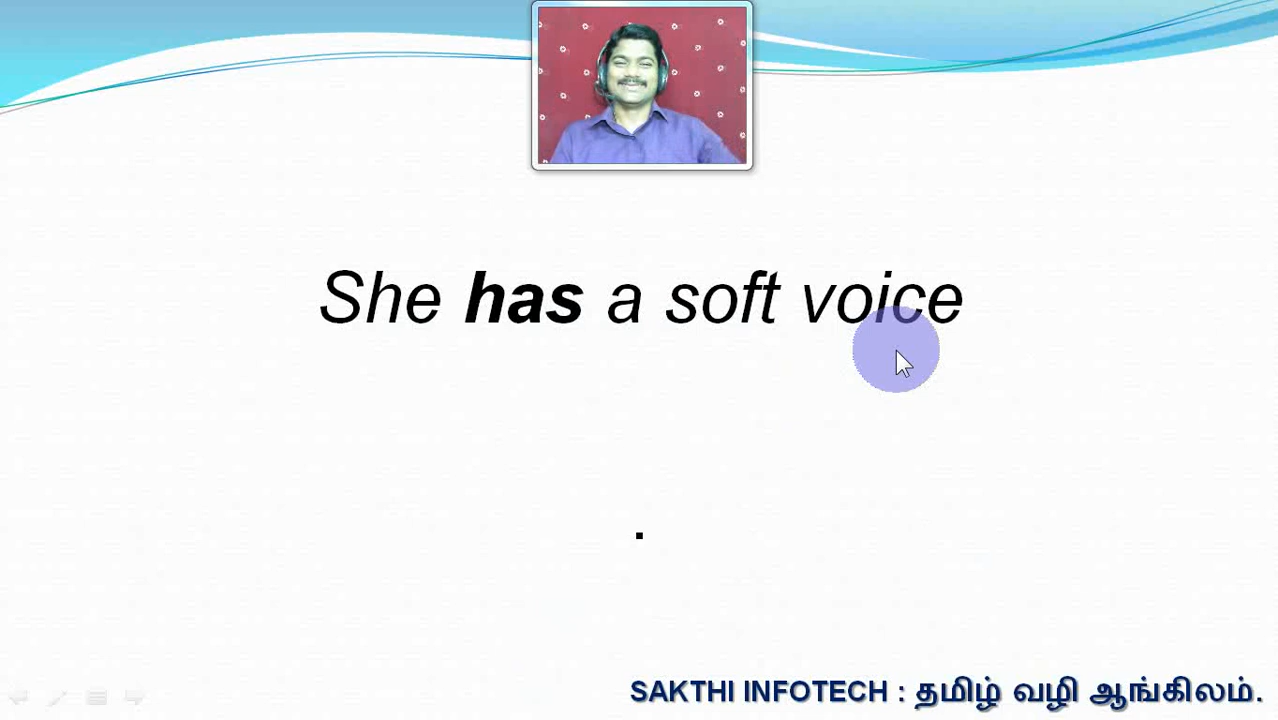 She has a soft voice
.
SAKTHI INFOTECH : தமிழ் வழி ஆங்கிலம்.